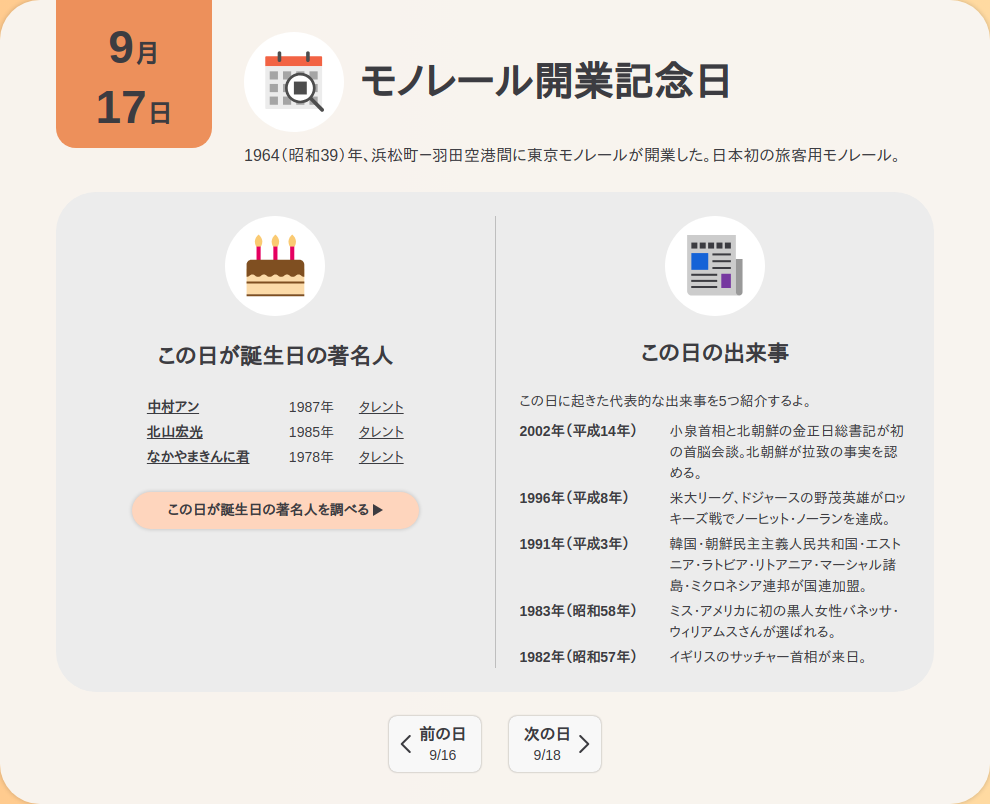 9月
17日
モノレール開業記念日
1964(昭和39)年、浜松町−羽田空港間に東京モノレールが開業した。日本初の旅客用モノレール。
この日が誕生日の著名人
中村アン 1987年 タレント
北山宏光 1985年 タレント
なかやまきんに君 1978年 タレント
この日が誕生日の著名人を調べる▶
この日の出来事
この日に起きた代表的な出来事を5つ紹介するよ。
2002年(平成14年) 小泉首相と北朝鮮の金正日総書記が初
の首脳会談。北朝鮮が拉致の事実を認
める。
1996年(平成8年) 米大リーグ、ドジャースの野茂英雄がロッ
キーズ戦でノーヒット・ノーランを達成。
1991年(平成3年) 韓国・朝鮮民主主義人民共和国・エスト
ニア・ラトビア・リトアニア・マーシャル諸
島・ミクロネシア連邦が国連加盟。
1983年(昭和58年) ミス・アメリカに初の黒人女性バネッサ・
ウィリアムスさんが選ばれる。
1982年(昭和57年) イギリスのサッチャー首相が来日。
前の日
9/16
次の日
9/18